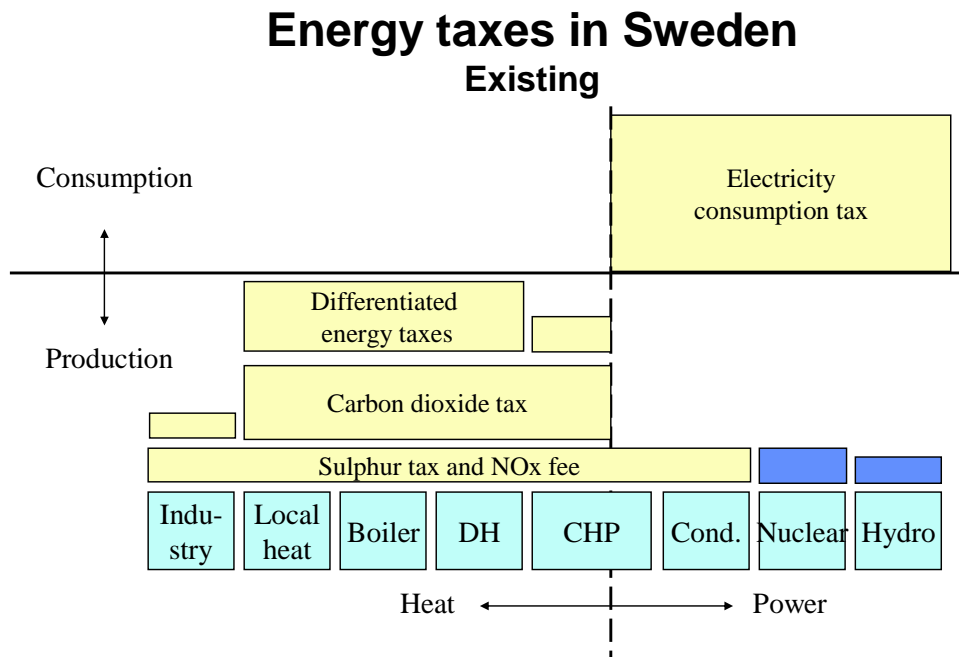 Energy taxes in Sweden
Existing
Consumption
Electricity
consumption tax
Differentiated
energy taxes
Production
Carbon dioxide tax
Sulphur tax and NOx fee
Indu-
stry
Local
heat
Boiler
DH
CHP
Cond.
Nuclear
Hydro
Heat
Power